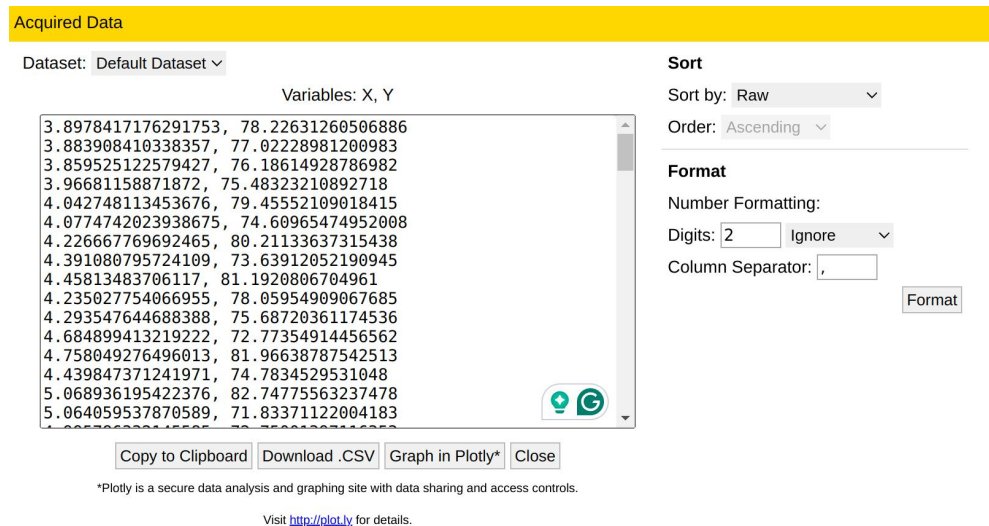 Acquired Data
Dataset: Default Dataset
Variables: X, Y
3.8978417176291753, 78.22631260506886
3.883908410338357, 77.02228981200983
3.859525122579427, 76.18614928786982
3.96681158871872, 75.48323210892718
4.042748113453676, 79.45552109018415
4.0774742023938675, 74.60965474952008
4.226667769692465, 80.21133637315438
4.391080795724109, 73.63912052190945
4.45813483706117, 81.1920806704961
4.235027754066955, 78.05954909067685
4.293547644688388, 75.68720361174536
4.684899413219222, 72.77354914456562
4.758049276496013, 81.96638787542513
4.439847371241971, 74.7834529531048
5.068936195422376, 82.74775563237478
5.064059537870589, 71.83371122004183
Copy to Clipboard Download .CSV Graph in Plotly* Close
*Plotly is a secure data analysis and graphing site with data sharing and access controls.
Visit http://plot.ly for details.
Sort
Sort by: Raw
Order: Ascending
Format
Number Formatting:
Digits: 2 Ignore
Column Separator: ,
Format